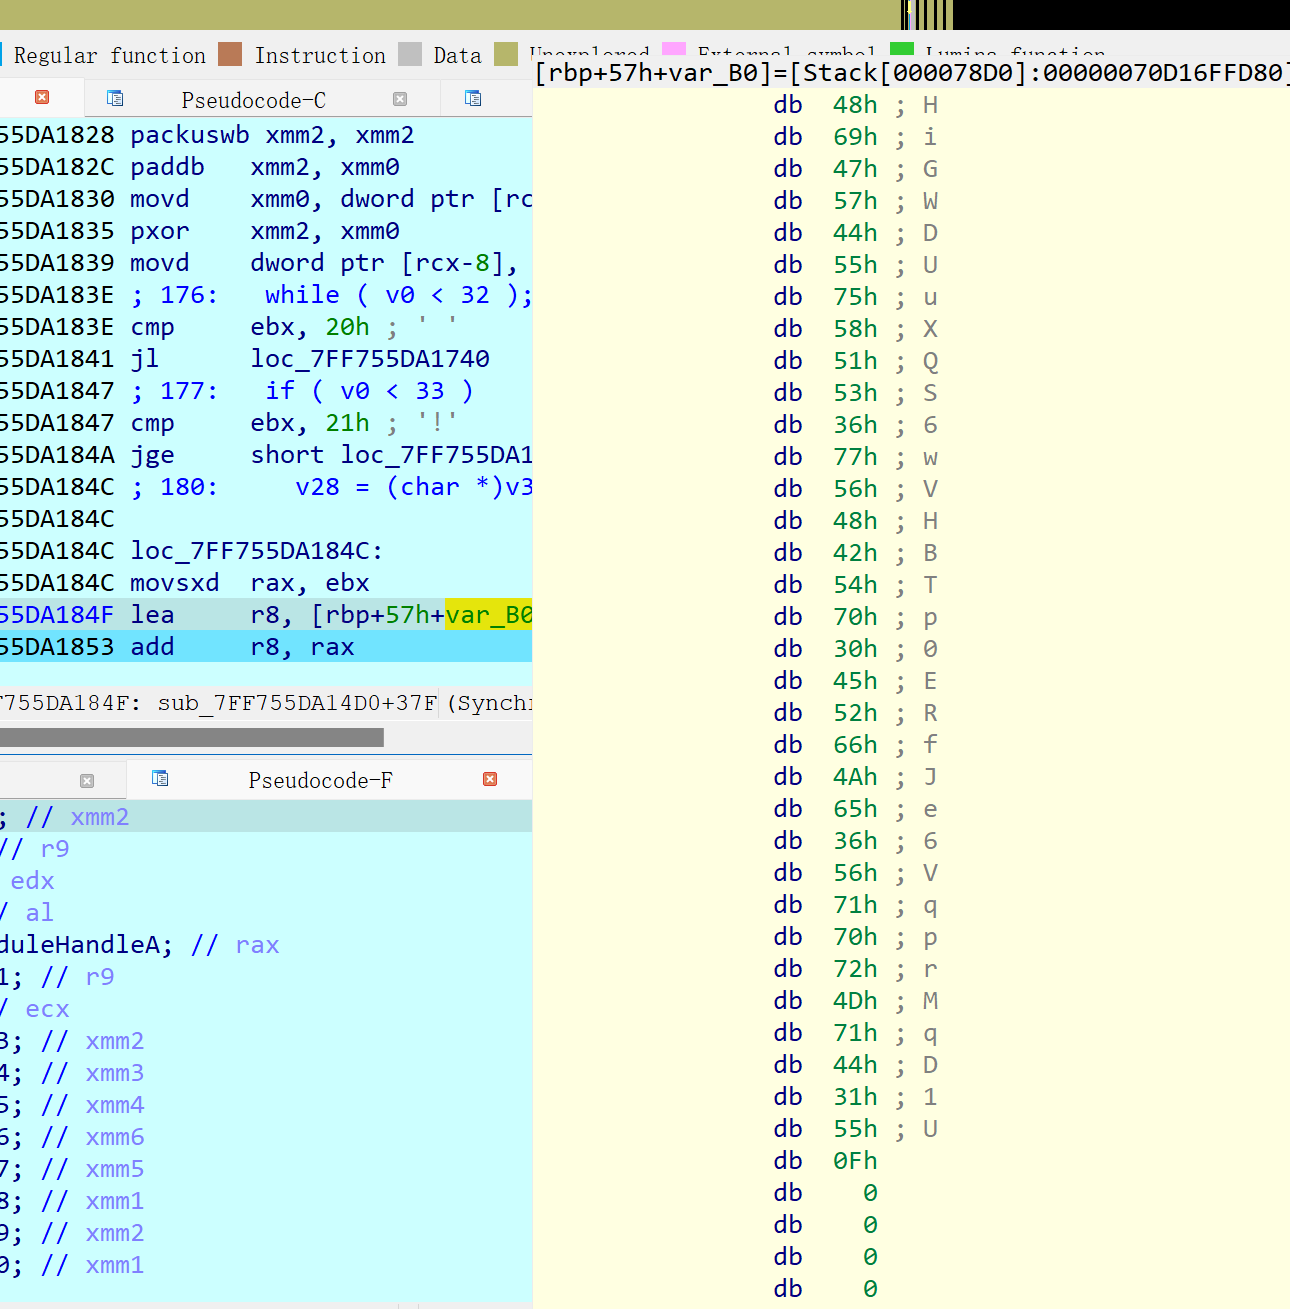 Regular function Instruction Data Unexplored External symbol Lumina function
[rbp+57h+var_B0]=[Stack[000078D0]:00000070D16FFD80]
Pseudocode-C
55DA1828 packuswb xmm2, xmm2
55DA182C paddb xmm2, xmm0
55DA1830 movd xmm0, dword ptr [rc
55DA1835 pxor xmm2, xmm0
55DA1839 movd dword ptr [rcx-8],
55DA183E ; 176: while ( v0 < 32 );
55DA183E cmp ebx, 20h ; ' '
55DA1841 jl loc_7FF755DA1740
55DA1847 ; 177: if ( v0 < 33 )
55DA1847 cmp ebx, 21h ; '!'
55DA184A jge short loc_7FF755DA1
55DA184C ; 180: v28 = (char *)v3
55DA184C
55DA184C loc_7FF755DA184C:
55DA184C movsxd rax, ebx
55DA184F lea r8, [rbp+57h+var_B0
55DA1853 add r8, rax
F755DA184F: sub_7FF755DA14D0+37F (Synchr
Pseudocode-F
; // xmm2
// r9
edx
/ al
duleHandleA; // rax
1; // r9
/ ecx
3; // xmm2
4; // xmm3
5; // xmm4
6; // xmm6
7; // xmm5
8; // xmm1
9; // xmm2
0; // xmm1
db 48h ; H
db 69h ; i
db 47h ; G
db 57h ; W
db 44h ; D
db 55h ; U
db 75h ; u
db 58h ; X
db 51h ; Q
db 53h ; S
db 36h ; 6
db 77h ; w
db 56h ; V
db 48h ; H
db 42h ; B
db 54h ; T
db 70h ; p
db 30h ; 0
db 45h ; E
db 52h ; R
db 66h ; f
db 4Ah ; J
db 65h ; e
db 36h ; 6
db 56h ; V
db 71h ; q
db 70h ; p
db 72h ; r
db 4Dh ; M
db 71h ; q
db 44h ; D
db 31h ; 1
db 55h ; U
db 0Fh
db 0
db 0
db 0
db 0